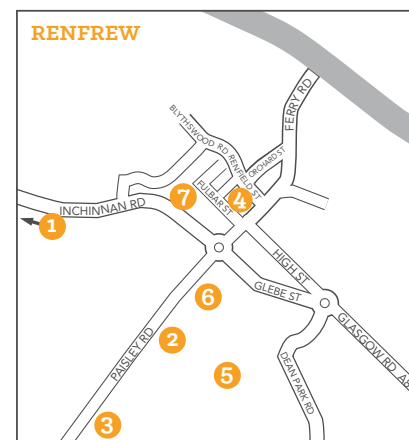 RENFREW
FERRY RD
BLYTHSWOOD RD
RENFIELD ST
ORCHARD ST
FULBAR ST
4
7
INCHINNAN RD
1
HIGH ST
GLEBE ST
6
2
PAISLEY RD
5
GLASGOW RD A8
DEAN PARK RD
3